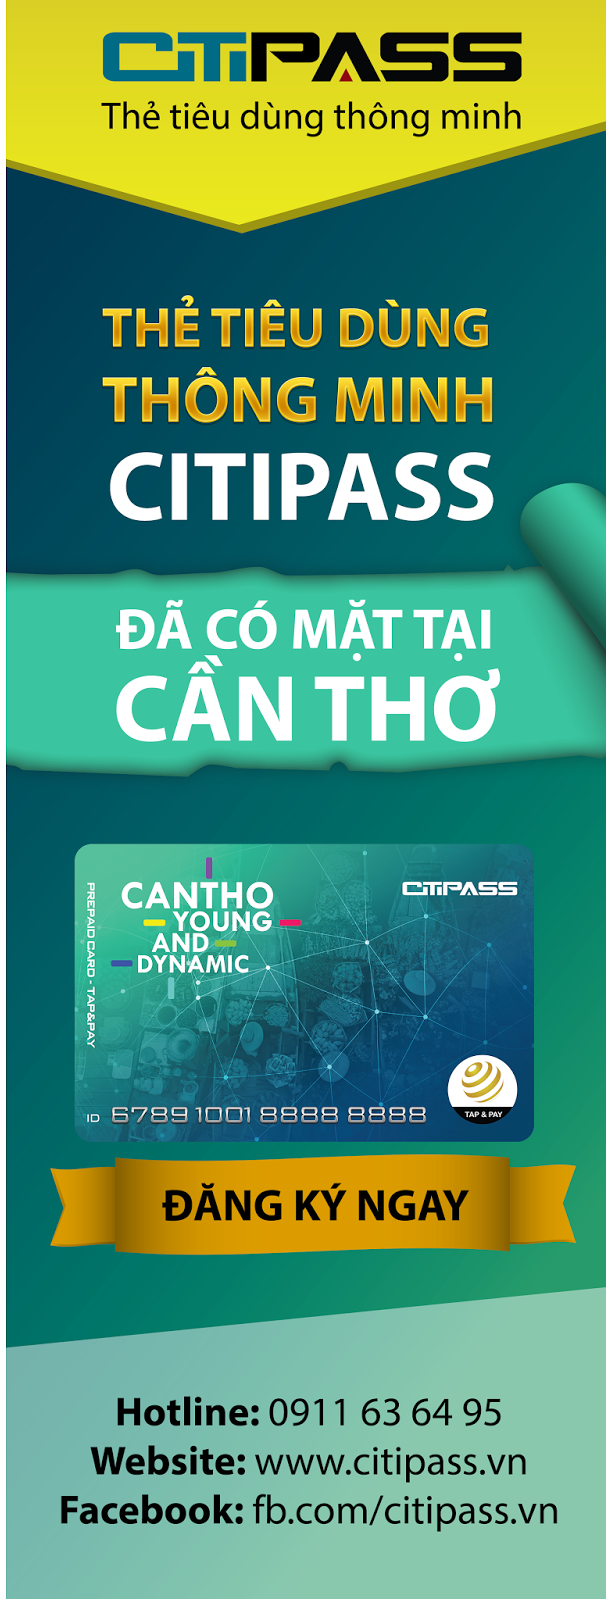 CITIPASS
Thẻ tiêu dùng thông minh
THẺ TIÊU DÙNG
THÔNG MINH
CITIPASS
ĐÃ CÓ MẶT TẠI
CẦN THƠ
PREPAID CARD - TAP&PAY
CANTHO
YOUNG
AND
DYNAMIC
CITIPASS
ID 6789 1001 8888 8888
TAP & PAY
ĐĂNG KÝ NGAY
Hotline: 0911 63 64 95
Website: www.citipass.vn
Facebook: fb.com/citipass.vn